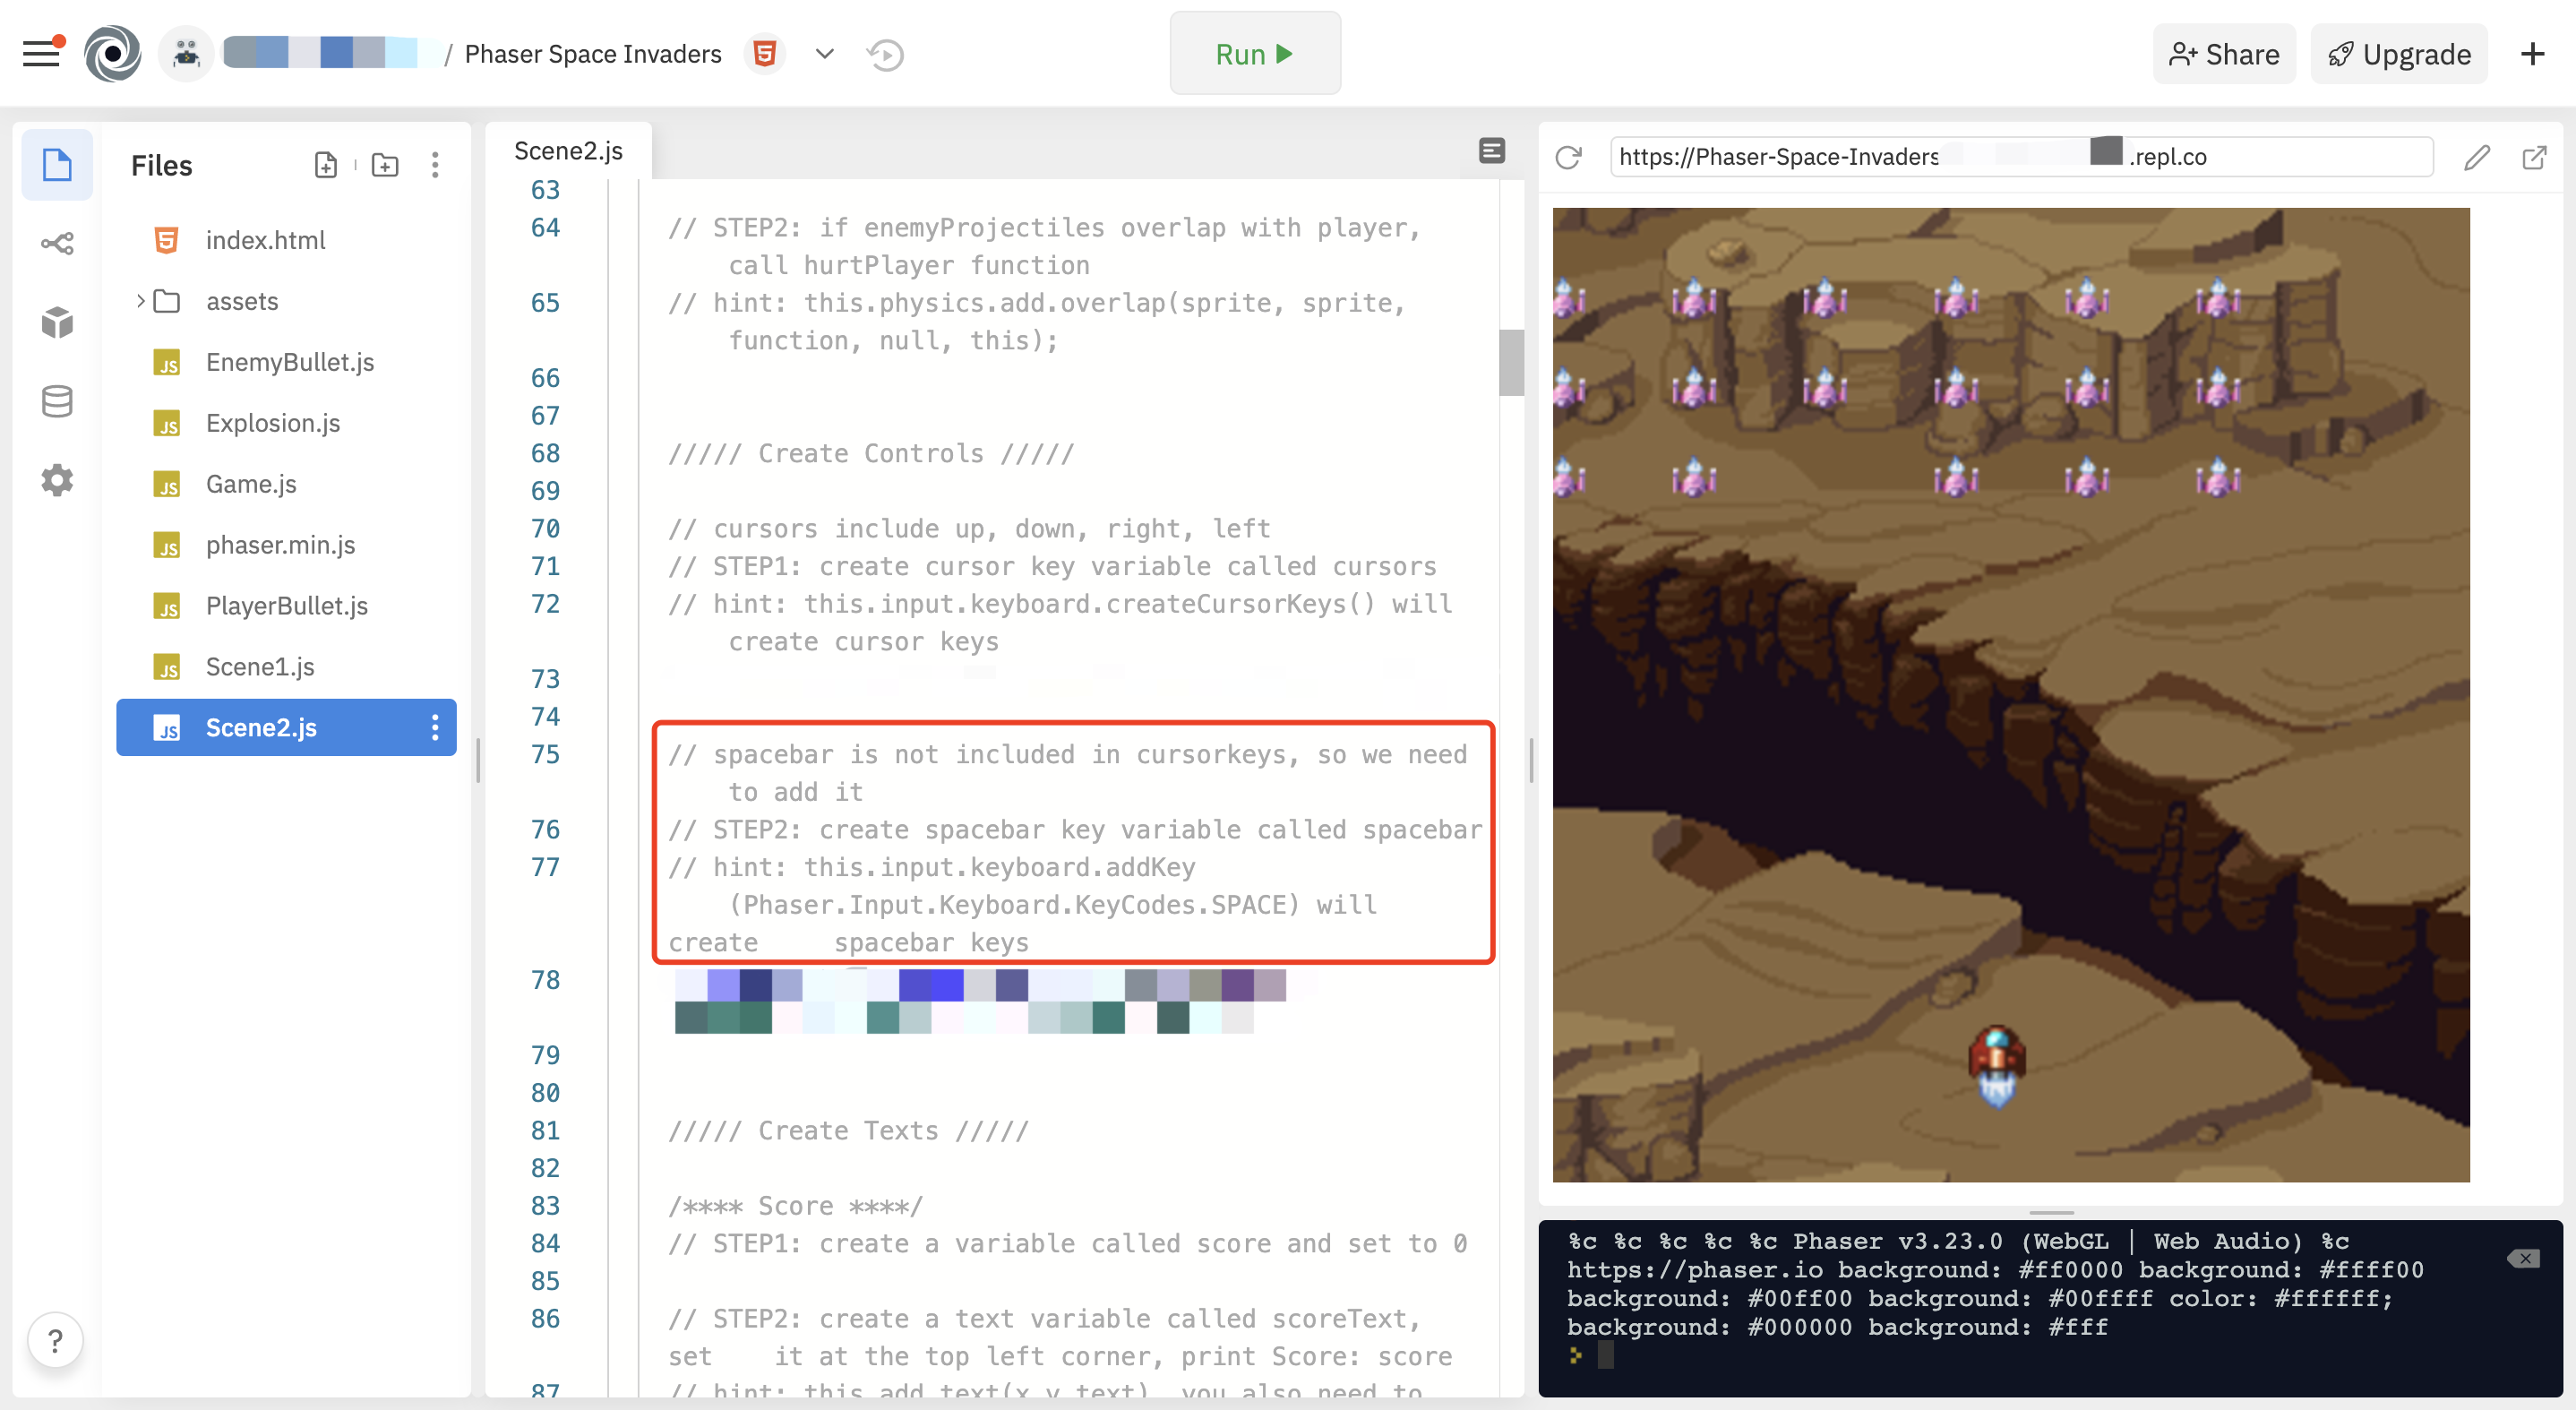 / Phaser Space Invaders
Run
Share
Upgrade
Files
index.html
assets
EnemyBullet.js
Explosion.js
Game.js
phaser.min.js
PlayerBullet.js
Scene1.js
Scene2.js
?
Scene2.js
63
64 // STEP2: if enemyProjectiles overlap with player,
call hurtPlayer function
65 // hint: this.physics.add.overlap(sprite, sprite,
function, null, this);
66
67
68 ///// Create Controls /////
69
70 // cursors include up, down, right, left
71 // STEP1: create cursor key variable called cursors
72 // hint: this.input.keyboard.createCursorKeys() will
create cursor keys
73
74
75 // spacebar is not included in cursorkeys, so we need
to add it
76 // STEP2: create spacebar key variable called spacebar
77 // hint: this.input.keyboard.addKey
(Phaser.Input.Keyboard.KeyCodes.SPACE) will
create spacebar keys
78
79
80
81 ///// Create Texts /////
82
83 /**** Score ****/
84 // STEP1: create a variable called score and set to 0
85
86 // STEP2: create a text variable called scoreText,
set it at the top left corner, print Score: score
87 // hint: this.add.text(x,y,text), you also need to
https://Phaser-Space-Invaders .repl.co
%c %c %c %c %c Phaser v3.23.0 (WebGL | Web Audio) %c
https://phaser.io background: #ff0000 background: #ffff00
background: #00ff00 background: #00ffff color: #ffffff;
background: #000000 background: #fff